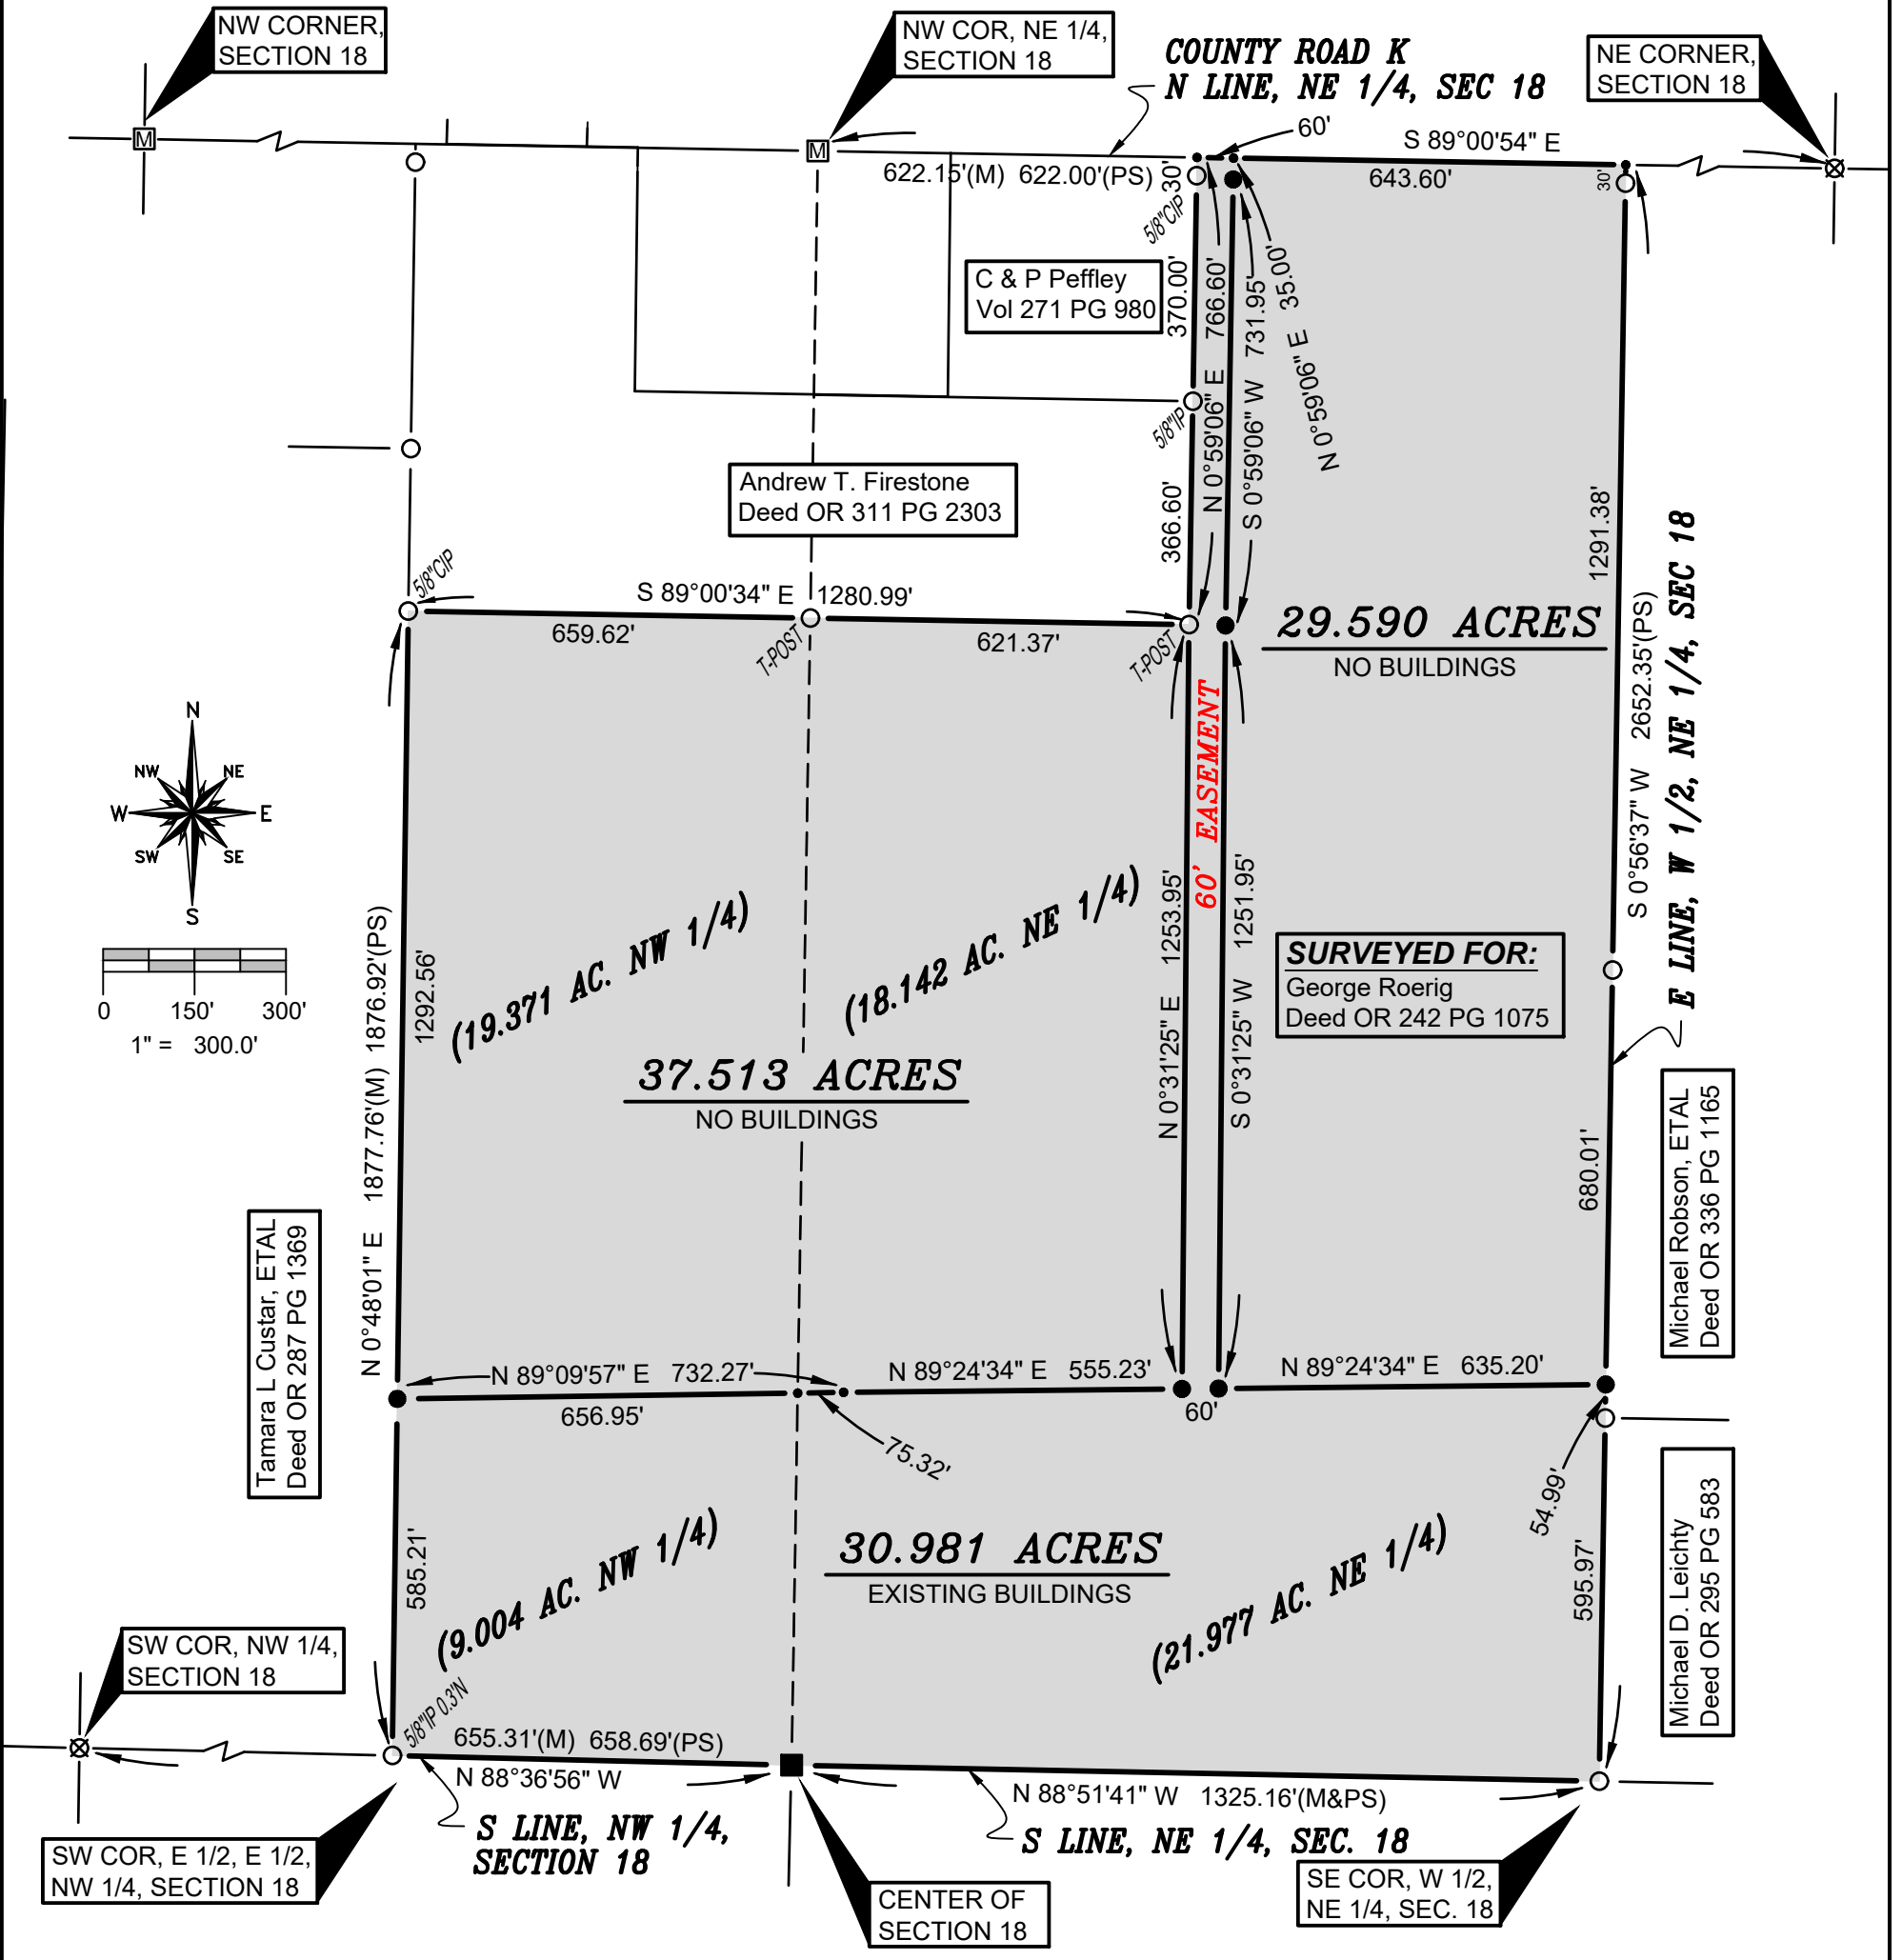 NW CORNER,
SECTION 18
NW COR, NE 1/4,
SECTION 18
COUNTY ROAD K
N LINE, NE 1/4, SEC 18
NE CORNER,
SECTION 18
M
M
60'
S 89°00'54" E
622.15'(M) 622.00'(PS)
30'
643.60'
30'
5/8"CIP
C & P Peffley
Vol 271 PG 980
370.00'
N 0°59'06" E 766.60'
S 0°59'06" W 731.95'
N 0°59'06" E 35.00'
5/8"IP
Andrew T. Firestone
Deed OR 311 PG 2303
366.60'
1291.38'
5/8"CIP
S 89°00'34" E 1280.99'
659.62'
T-POST
621.37'
T-POST
29.590 ACRES
NO BUILDINGS
S 0°56'37" W 2652.35'(PS)
E LINE, W 1/2, NE 1/4, SEC 18
N
NW
NE
W
E
SW
SE
S
0
150'
300'
1" = 300.0'
60' EASEMENT
N 0°48'01" E 1877.76'(M) 1876.92'(PS)
1292.56'
(19.371 AC. NW 1/4)
(18.142 AC. NE 1/4)
N 0°31'25" E 1253.95'
S 0°31'25" W 1251.95'
SURVEYED FOR:
George Roerig
Deed OR 242 PG 1075
37.513 ACRES
NO BUILDINGS
680.01'
Michael Robson, ETAL
Deed OR 336 PG 1165
Tamara L Custar, ETAL
Deed OR 287 PG 1369
N 89°09'57" E 732.27'
N 89°24'34" E 555.23'
N 89°24'34" E 635.20'
656.95'
60'
75.32'
54.99'
585.21'
(9.004 AC. NW 1/4)
30.981 ACRES
EXISTING BUILDINGS
(21.977 AC. NE 1/4)
595.97'
Michael D. Leichty
Deed OR 295 PG 583
SW COR, NW 1/4,
SECTION 18
5/8"IP 0.3'N
655.31'(M) 658.69'(PS)
N 88°36'56" W
N 88°51'41" W 1325.16'(M&PS)
S LINE, NW 1/4,
SECTION 18
S LINE, NE 1/4, SEC. 18
SW COR, E 1/2, E 1/2,
NW 1/4, SECTION 18
CENTER OF
SECTION 18
SE COR, W 1/2,
NE 1/4, SEC. 18